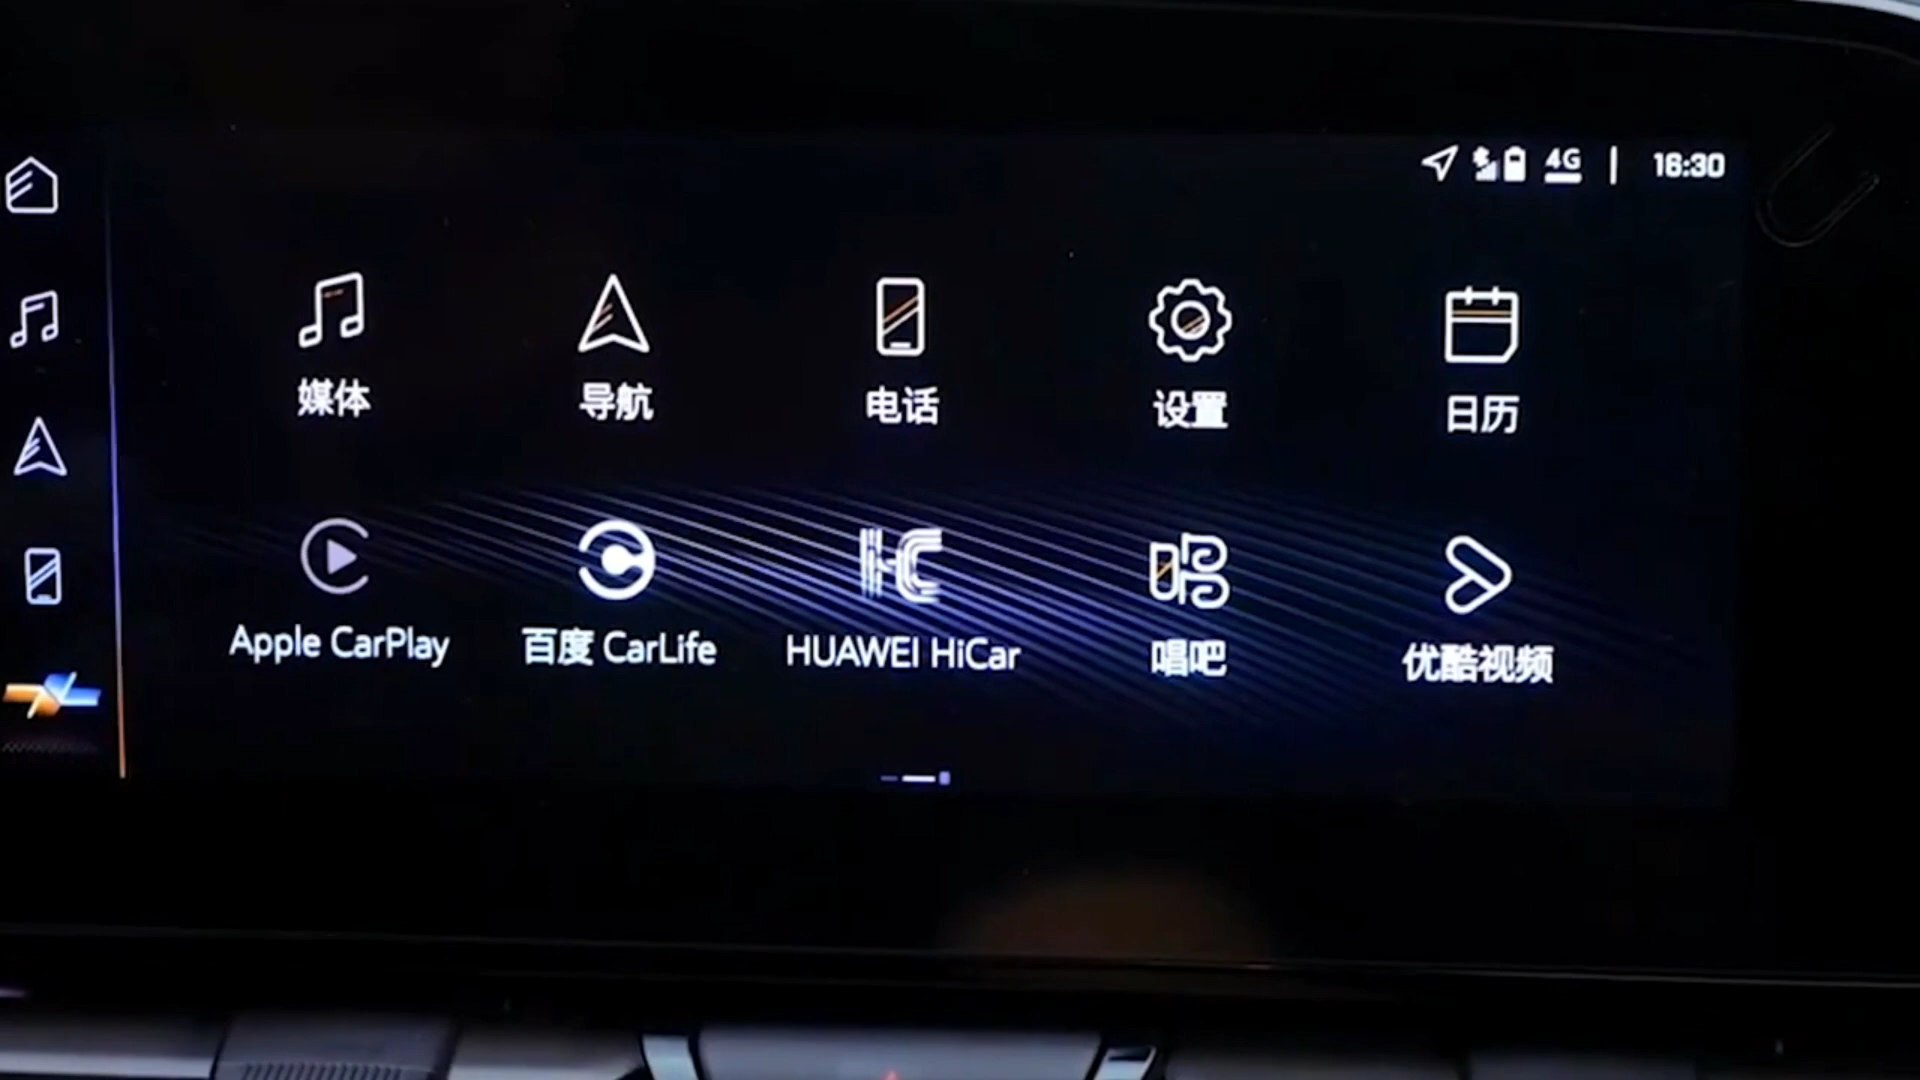 4G | 16:30
媒体
导航
电话
设置
日历
Apple CarPlay
百度 CarLife
HUAWEI HiCar
唱吧
优酷视频